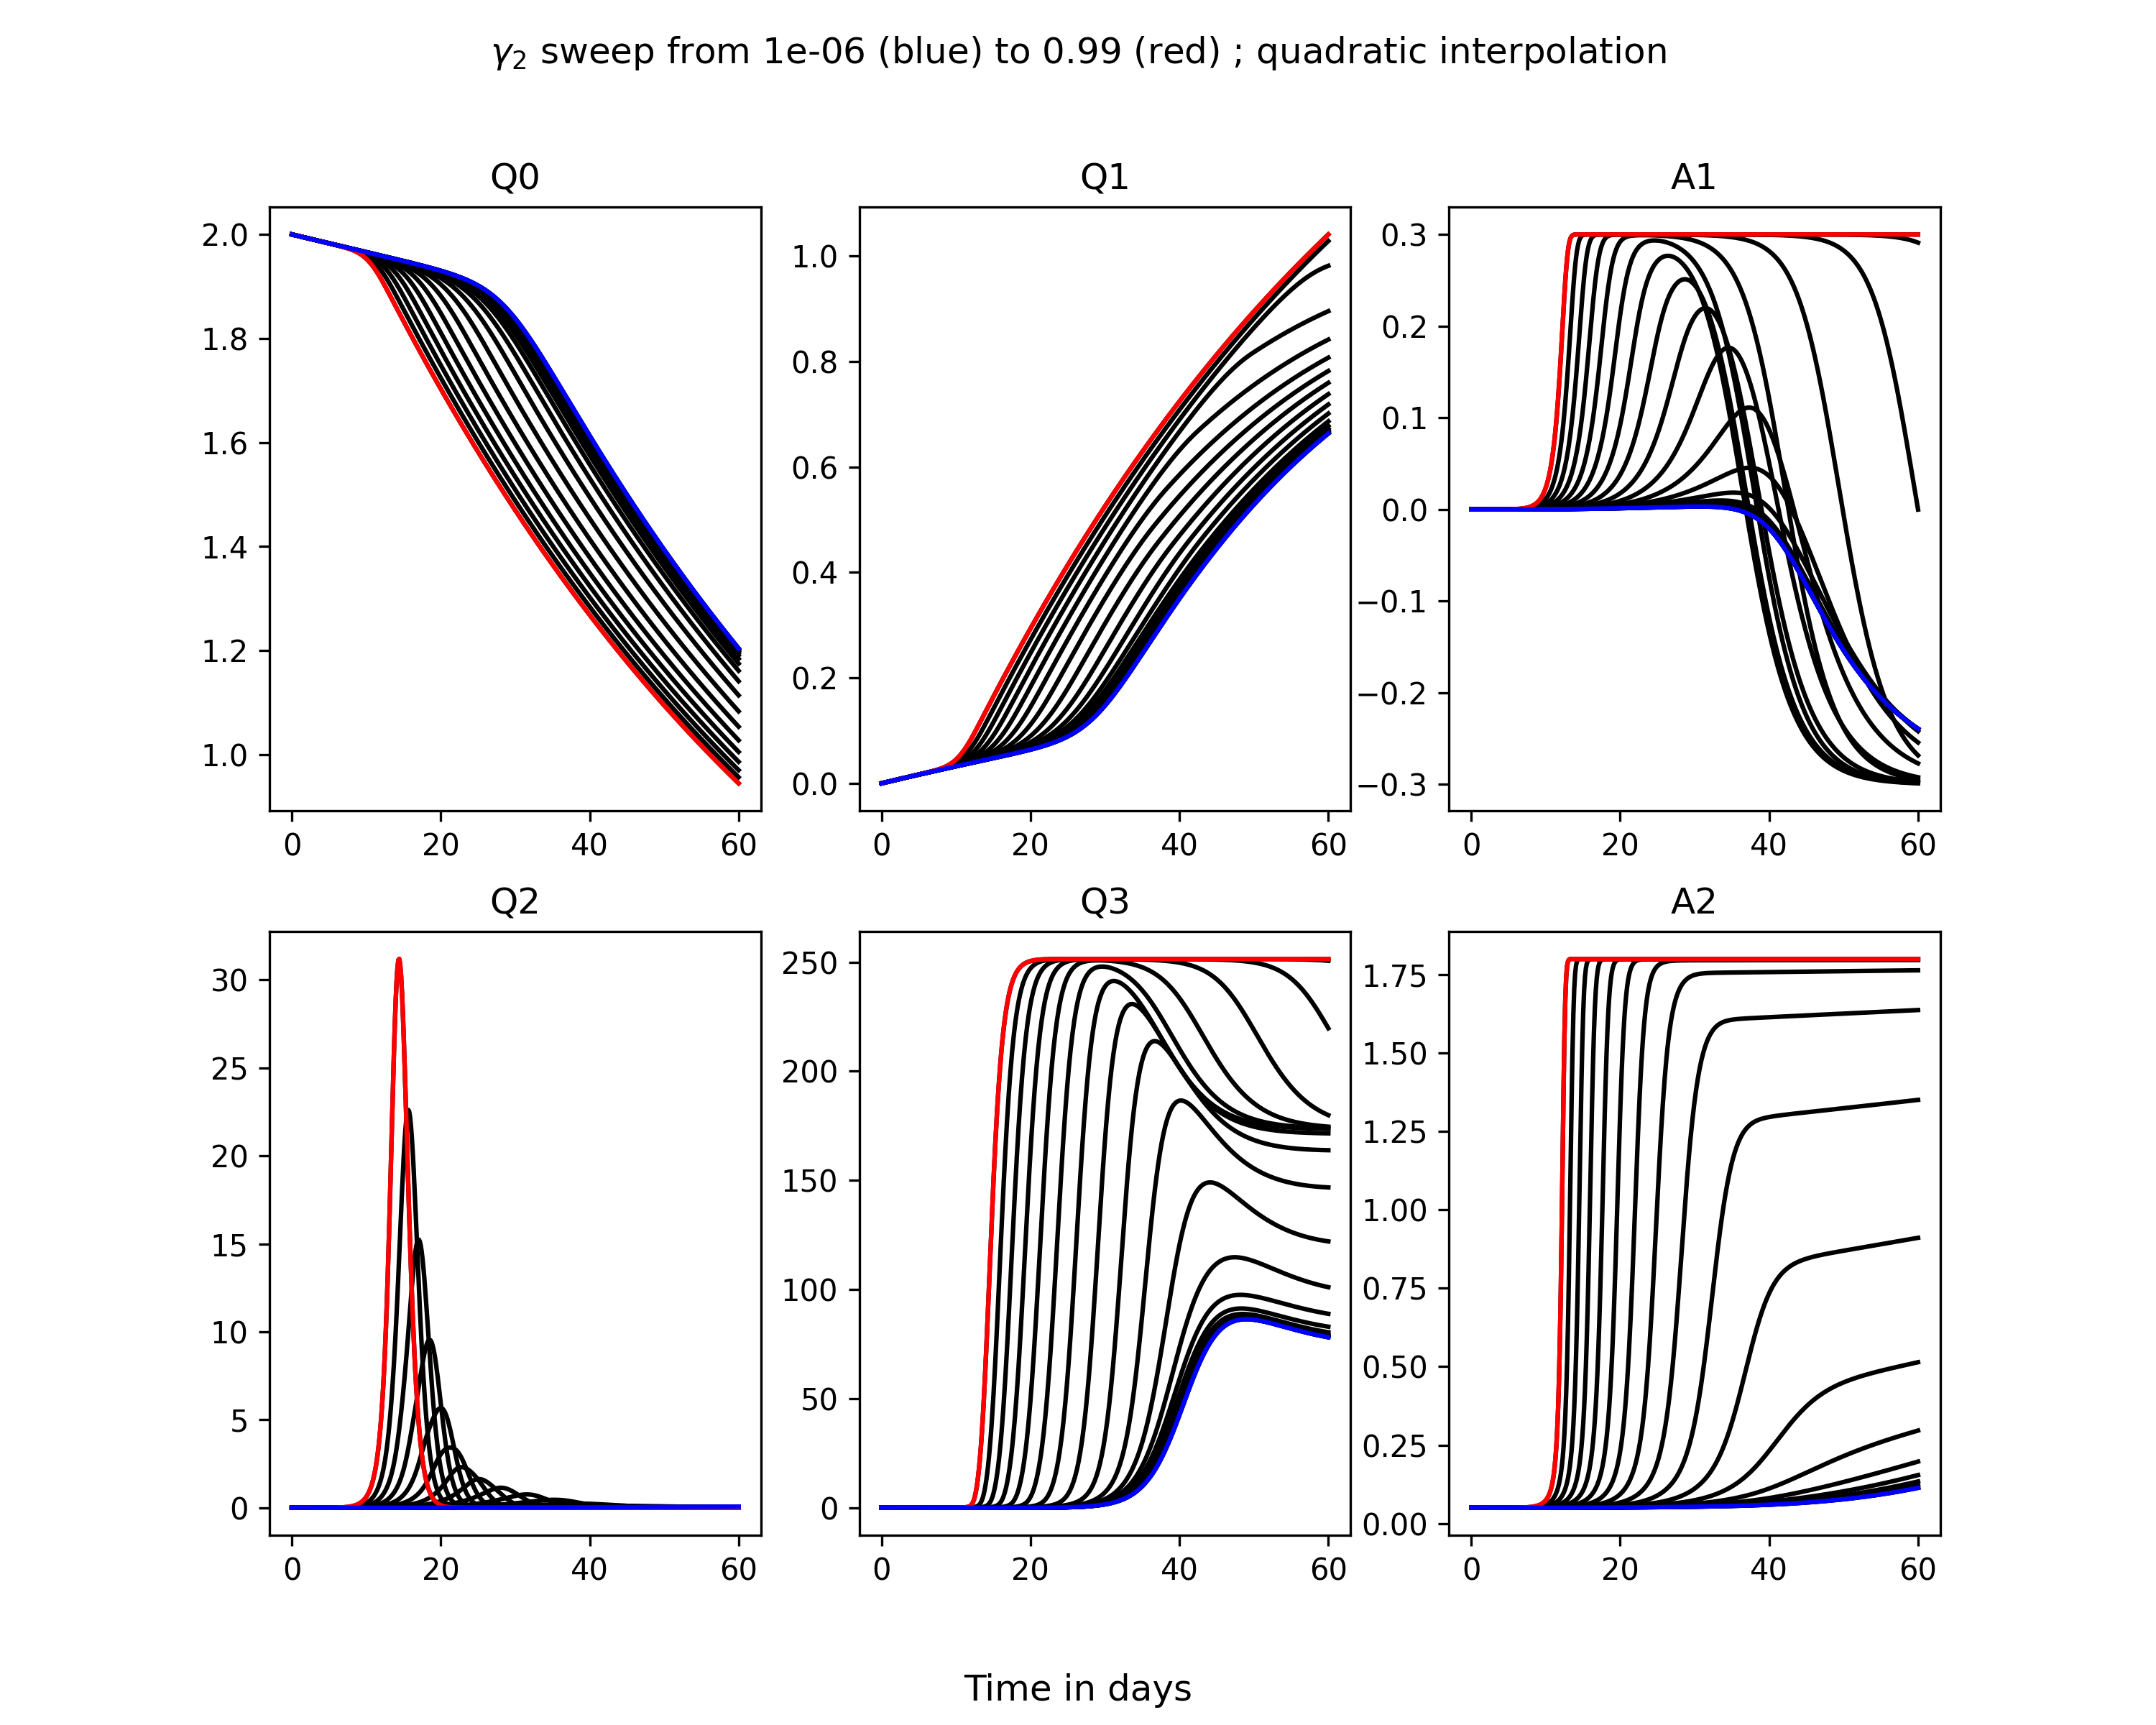 γ₂ sweep from 1e-06 (blue) to 0.99 (red) ; quadratic interpolation
Q0
2.0
1.8
1.6
1.4
1.2
1.0
0 20 40 60
Q1
1.0
0.8
0.6
0.4
0.2
0.0
0 20 40 60
A1
0.3
0.2
0.1
0.0
−0.1
−0.2
−0.3
0 20 40 60
Q2
30
25
20
15
10
5
0
0 20 40 60
Q3
250
200
150
100
50
0
0 20 40 60
A2
1.75
1.50
1.25
1.00
0.75
0.50
0.25
0.00
0 20 40 60
Time in days